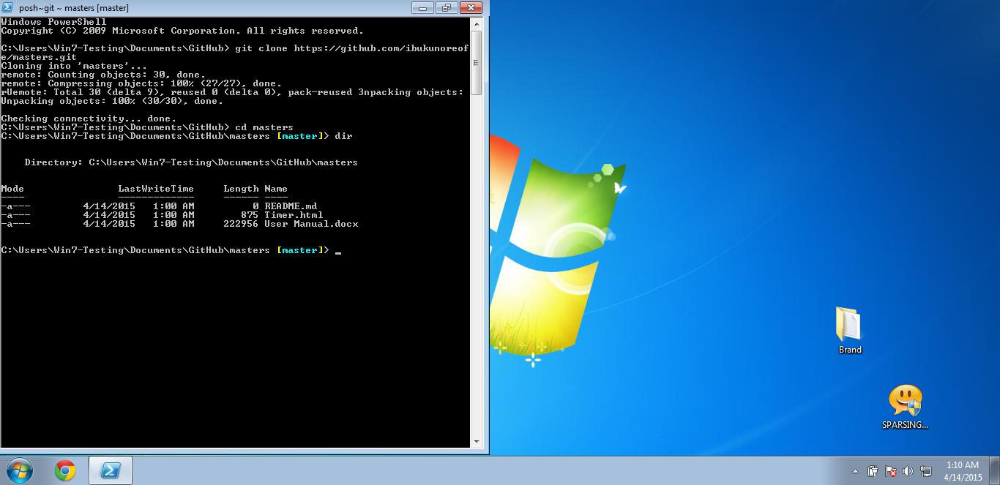 posh~git ~ masters [master]
Windows PowerShell
Copyright (C) 2009 Microsoft Corporation. All rights reserved.
C:\Users\Win7-Testing\Documents\GitHub> git clone https://github.com/ibukunoreof
e/masters.git
Cloning into 'masters'...
remote: Counting objects: 30, done.
remote: Compressing objects: 100% (27/27), done.
rUemote: Total 30 (delta 9), reused 0 (delta 0), pack-reused 3npacking objects:
Unpacking objects: 100% (30/30), done.
Checking connectivity... done.
C:\Users\Win7-Testing\Documents\GitHub> cd masters
C:\Users\Win7-Testing\Documents\GitHub\masters [master]> dir
Directory: C:\Users\Win7-Testing\Documents\GitHub\masters
Mode LastWriteTime Length Name
---- ------------- ------ ----
-a--- 4/14/2015 1:00 AM 0 README.md
-a--- 4/14/2015 1:00 AM 875 Timer.html
-a--- 4/14/2015 1:00 AM 222956 User Manual.docx
C:\Users\Win7-Testing\Documents\GitHub\masters [master]> _
Brand
SPARSING...
1:10 AM
4/14/2015